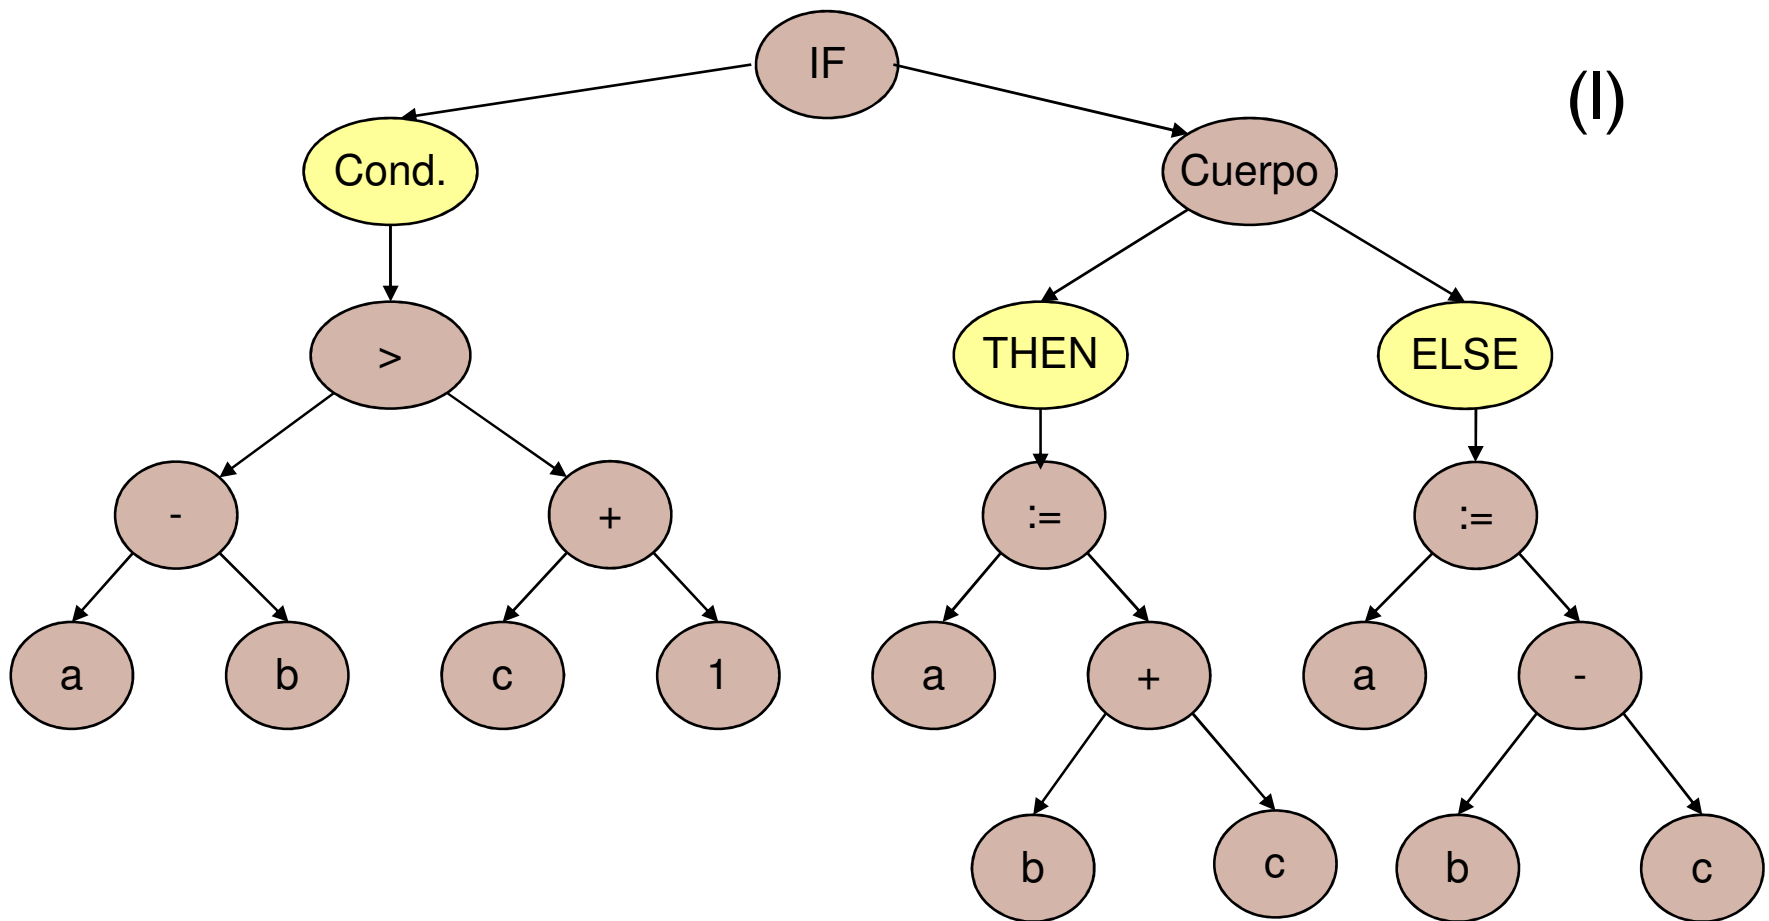 IF
(I)
Cond.
Cuerpo
>
THEN
ELSE
-
+
:=
:=
a
b
c
1
a
+
a
-
b
c
b
c